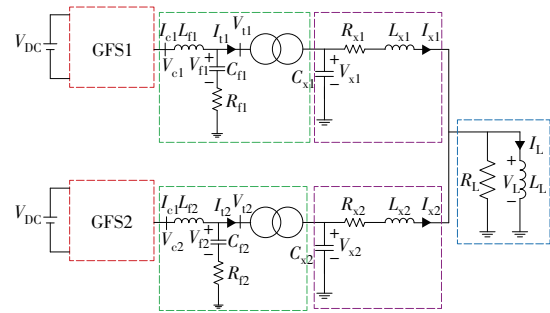 I_c1 L_f1 I_t1 V_t1 R_x1 L_x1 I_x1
V_DC GFS1 V_c1 V_f1 + − C_f1 C_x1 + V_x1 −
R_f1
I_L
R_L + V_L − L_L
I_c1 L_f2 I_t2 V_t2 R_x2 L_x2 I_x2
V_DC GFS2 V_c2 V_f2 + − C_f2 C_x2 + V_x2 −
R_f2